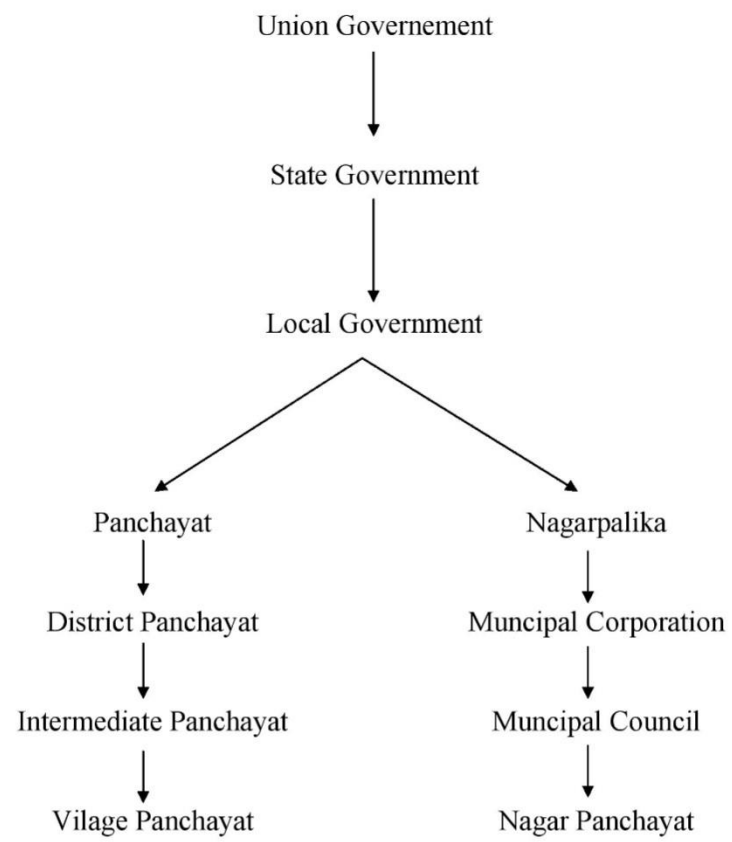 Union Governement
State Government
Local Government
Panchayat
Nagarpalika
District Panchayat
Muncipal Corporation
Intermediate Panchayat
Muncipal Council
Vilage Panchayat
Nagar Panchayat